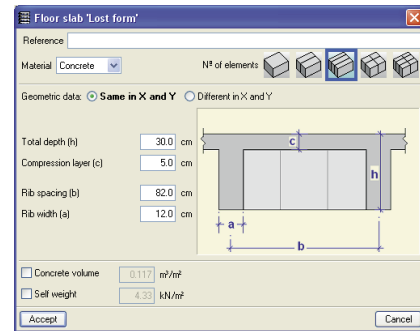 Floor slab 'Lost form'
Reference
Material Concrete Nº of elements
Geometric data: Same in X and Y Different in X and Y
Total depth (h) 30.0 cm
Compression layer (c) 5.0 cm
Rib spacing (b) 82.0 cm
Rib width (a) 12.0 cm
c
h
a
b
Concrete volume 0.117 m³/m²
Self weight 4.33 kN/m²
Accept Cancel